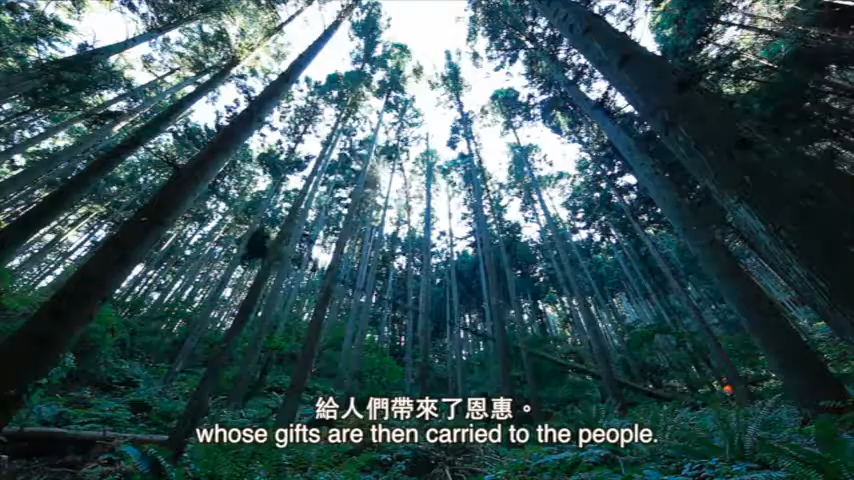 給人們帶來了恩惠。
whose gifts are then carried to the people.